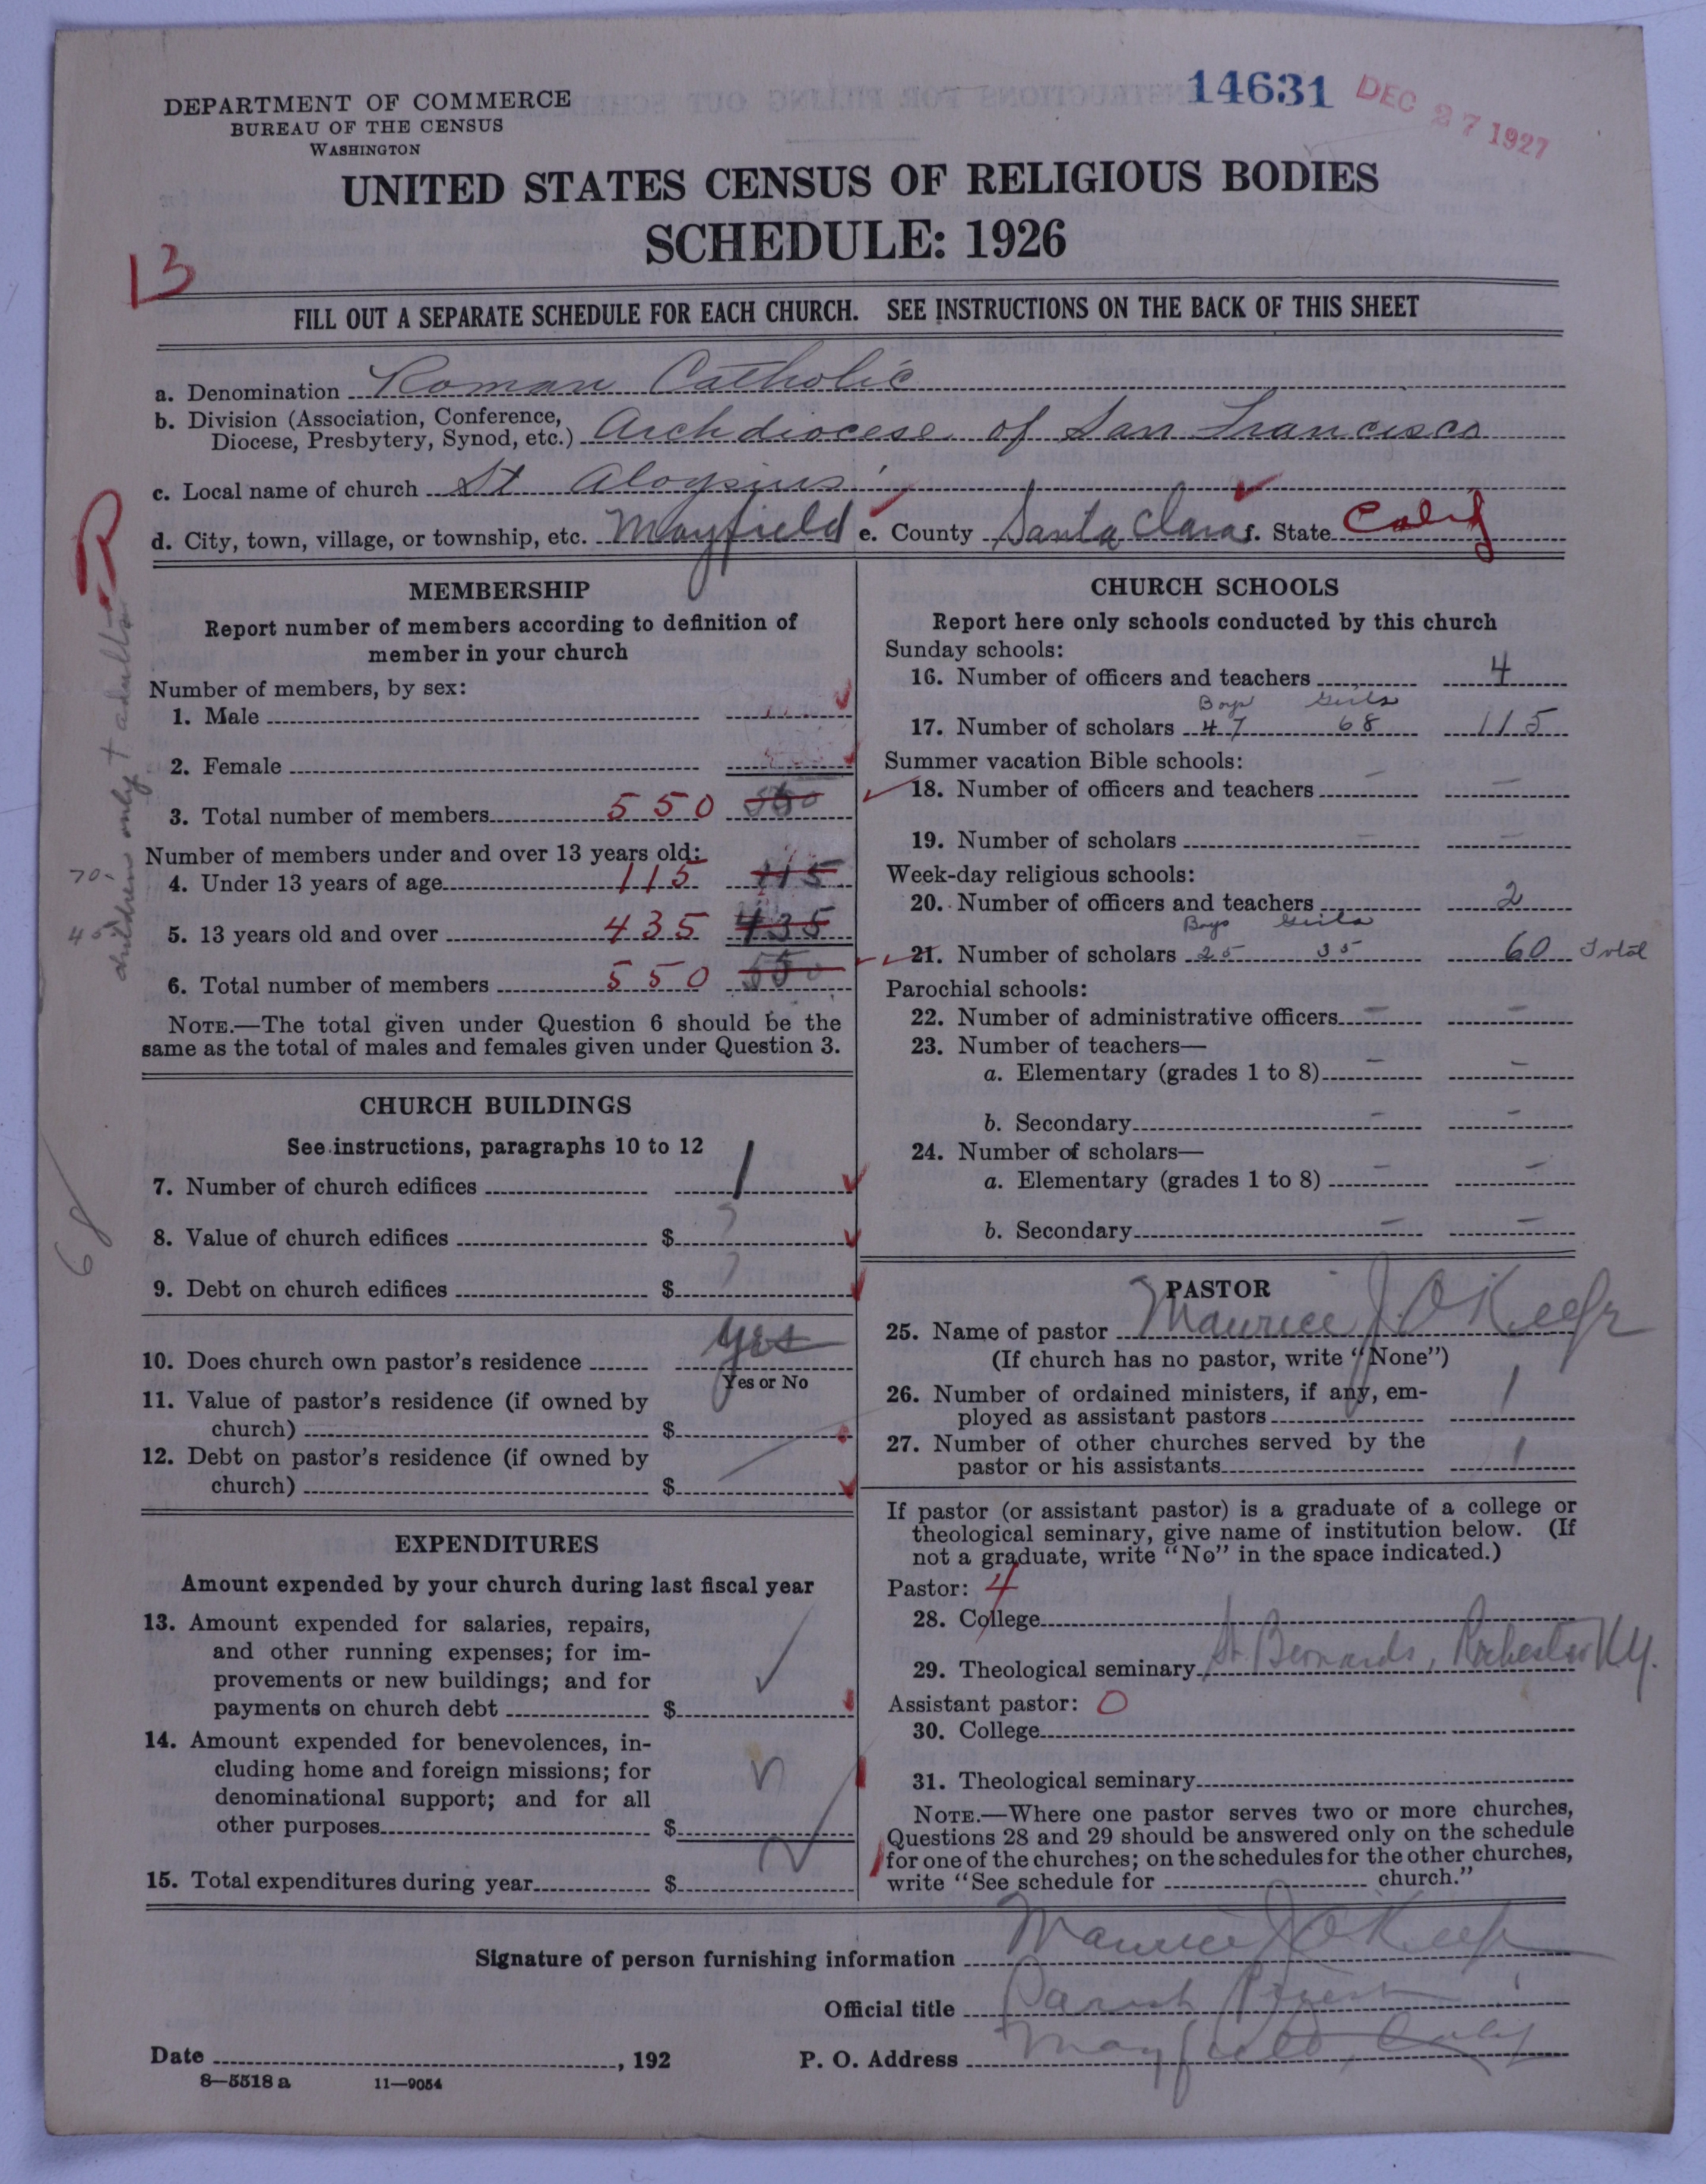 14631
DEC 27 1927
DEPARTMENT OF COMMERCE
BUREAU OF THE CENSUS
WASHINGTON
UNITED STATES CENSUS OF RELIGIOUS BODIES
SCHEDULE: 1926
13
FILL OUT A SEPARATE SCHEDULE FOR EACH CHURCH. SEE INSTRUCTIONS ON THE BACK OF THIS SHEET
a. Denomination Roman Catholic
b. Division (Association, Conference,
Diocese, Presbytery, Synod, etc.) Archdiocese of San Francisco
c. Local name of church St Aloysius
d. City, town, village, or township, etc. Mayfield e. County Santa Clara f. State Calif
R
children only + adults
70-
45
68
MEMBERSHIP
Report number of members according to definition of
member in your church
Number of members, by sex:
1. Male
2. Female
3. Total number of members 550 550
Number of members under and over 13 years old:
4. Under 13 years of age 115 115
5. 13 years old and over 435 435
6. Total number of members 550 550
NOTE.—The total given under Question 6 should be the
same as the total of males and females given under Question 3.
CHURCH BUILDINGS
See instructions, paragraphs 10 to 12
7. Number of church edifices 1
8. Value of church edifices $ ?
9. Debt on church edifices $ ?
10. Does church own pastor's residence Yes
Yes or No
11. Value of pastor's residence (if owned by
church) $
12. Debt on pastor's residence (if owned by
church) $
EXPENDITURES
Amount expended by your church during last fiscal year
13. Amount expended for salaries, repairs,
and other running expenses; for im-
provements or new buildings; and for
payments on church debt $
14. Amount expended for benevolences, in-
cluding home and foreign missions; for
denominational support; and for all
other purposes $
15. Total expenditures during year $
CHURCH SCHOOLS
Report here only schools conducted by this church
Sunday schools:
16. Number of officers and teachers 4
Boys Girls
17. Number of scholars 47 68 115
Summer vacation Bible schools:
18. Number of officers and teachers — —
19. Number of scholars — —
Week-day religious schools:
20. Number of officers and teachers 2
Boys Girls
21. Number of scholars 25 35 60 Total
Parochial schools:
22. Number of administrative officers — —
23. Number of teachers—
a. Elementary (grades 1 to 8) — —
b. Secondary — —
24. Number of scholars—
a. Elementary (grades 1 to 8) — —
b. Secondary — —
PASTOR
25. Name of pastor Maurice J O'Keefe
(If church has no pastor, write "None")
26. Number of ordained ministers, if any, em-
ployed as assistant pastors 1
27. Number of other churches served by the
pastor or his assistants 1
If pastor (or assistant pastor) is a graduate of a college or
theological seminary, give name of institution below. (If
not a graduate, write "No" in the space indicated.)
Pastor: 4
28. College
29. Theological seminary St. Bernards, Rochester N.Y.
Assistant pastor: 0
30. College
31. Theological seminary
NOTE.—Where one pastor serves two or more churches,
Questions 28 and 29 should be answered only on the schedule
for one of the churches; on the schedules for the other churches,
write "See schedule for church."
Signature of person furnishing information Maurice J O'Keefe
Official title Parish Priest
Date , 192 P. O. Address Mayfield, Calif
8—5518 a 11—9054